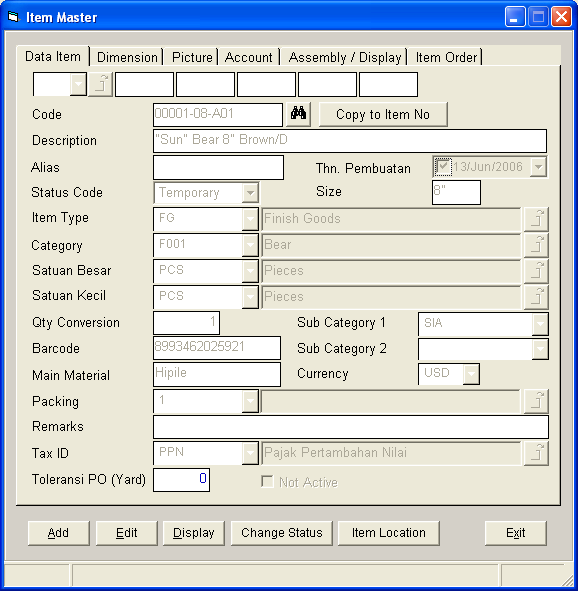 Item Master
Data Item Dimension Picture Account Assembly / Display Item Order
Code 00001-08-A01 Copy to Item No
Description "Sun" Bear 8" Brown/D
Alias Thn. Pembuatan 13/Jun/2006
Status Code Temporary Size 8"
Item Type FG Finish Goods
Category F001 Bear
Satuan Besar PCS Pieces
Satuan Kecil PCS Pieces
Qty Conversion 1 Sub Category 1 SIA
Barcode 8993462025921 Sub Category 2
Main Material Hipile Currency USD
Packing 1
Remarks
Tax ID PPN Pajak Pertambahan Nilai
Toleransi PO (Yard) 0 Not Active
Add Edit Display Change Status Item Location Exit